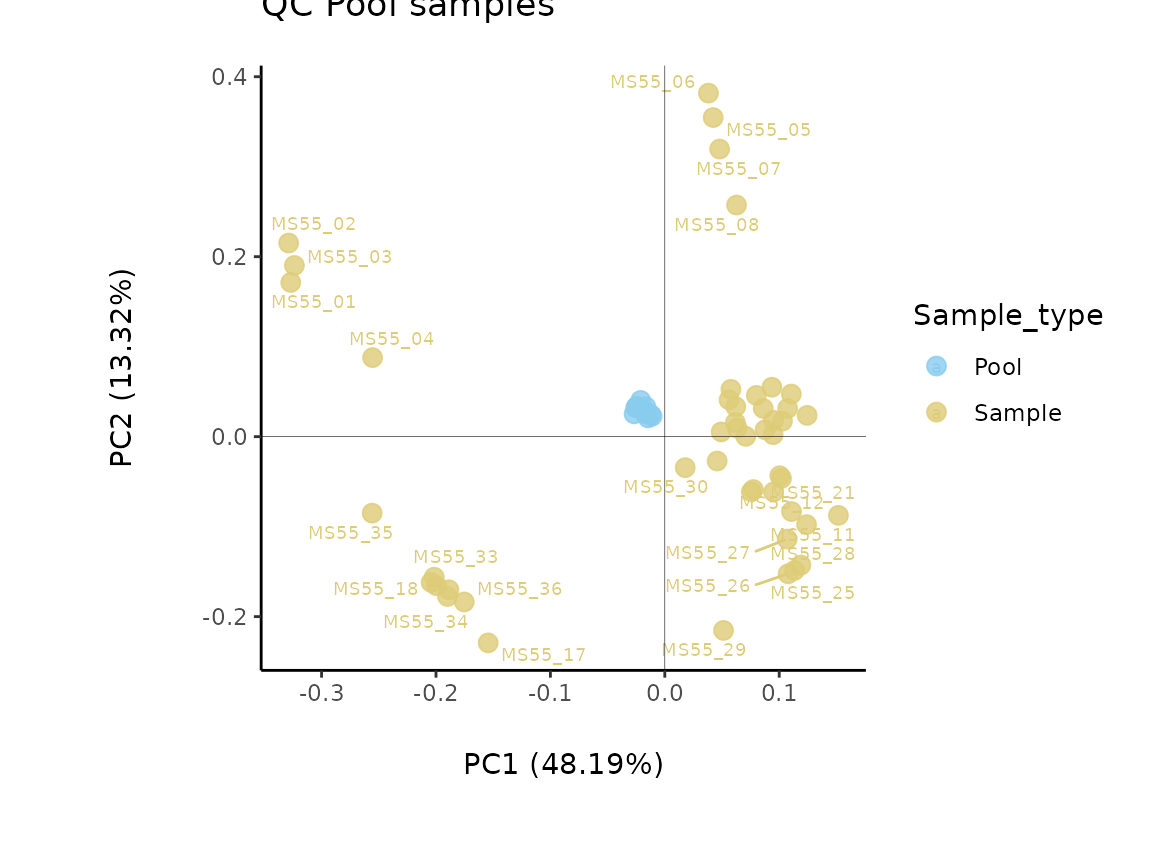 QC Pool samples
0.4
0.2
0.0
-0.2
PC2 (13.32%)
MS55_06
MS55_05
MS55_07
MS55_08
MS55_02
MS55_03
MS55_01
MS55_04
MS55_30
MS55_21
MS55_12
MS55_35
MS55_11
MS55_27
MS55_28
MS55_33
MS55_18
MS55_36
MS55_26
MS55_25
MS55_34
MS55_29
MS55_17
-0.3
-0.2
-0.1
0.0
0.1
PC1 (48.19%)
Sample_type
a Pool
a Sample